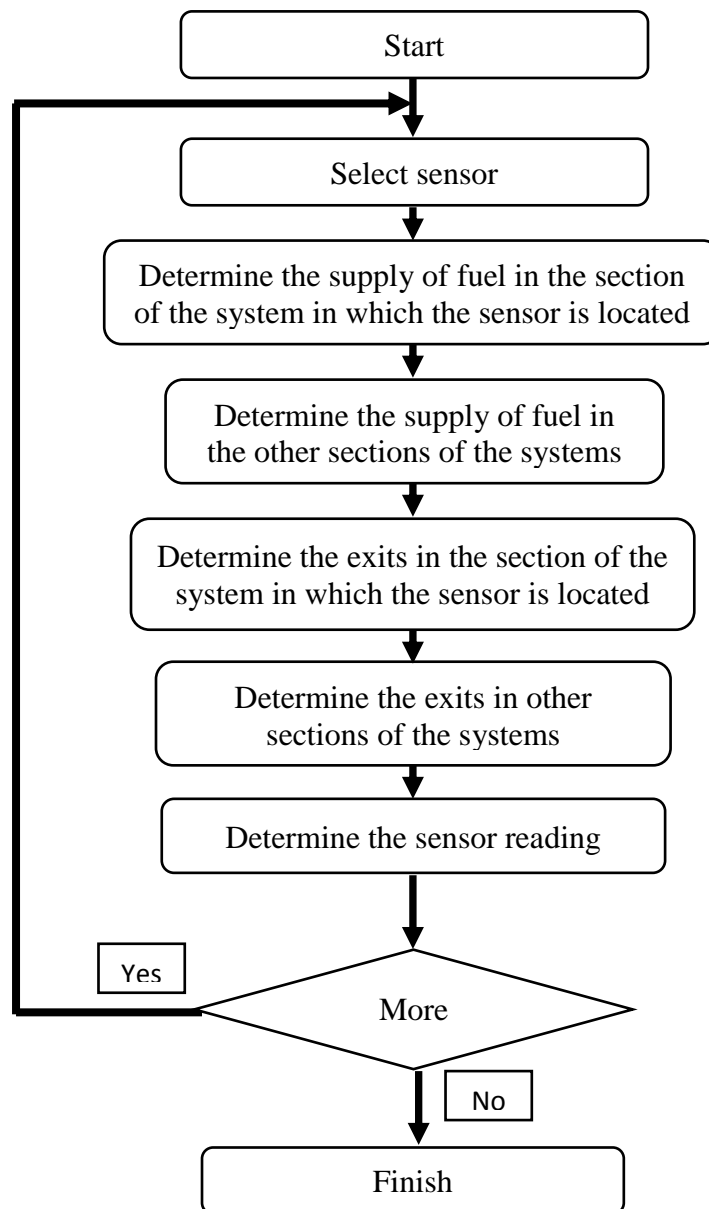 Start
Select sensor
Determine the supply of fuel in the section
of the system in which the sensor is located
Determine the supply of fuel in
the other sections of the systems
Determine the exits in the section of the
system in which the sensor is located
Determine the exits in other
sections of the systems
Determine the sensor reading
Yes
More
No
Finish